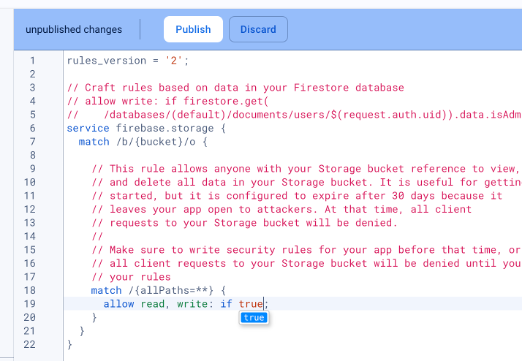 unpublished changes Publish Discard
1 rules_version = '2';
2
3 // Craft rules based on data in your Firestore database
4 // allow write: if firestore.get(
5 // /databases/(default)/documents/users/$(request.auth.uid)).data.isAdm
6 service firebase.storage {
7 match /b/{bucket}/o {
8
9 // This rule allows anyone with your Storage bucket reference to view,
10 // and delete all data in your Storage bucket. It is useful for gettin
11 // started, but it is configured to expire after 30 days because it
12 // leaves your app open to attackers. At that time, all client
13 // requests to your Storage bucket will be denied.
14 //
15 // Make sure to write security rules for your app before that time, or
16 // all client requests to your Storage bucket will be denied until you
17 // your rules
18 match /{allPaths=**} {
19 allow read, write: if true;
20 }
true
21 }
22 }